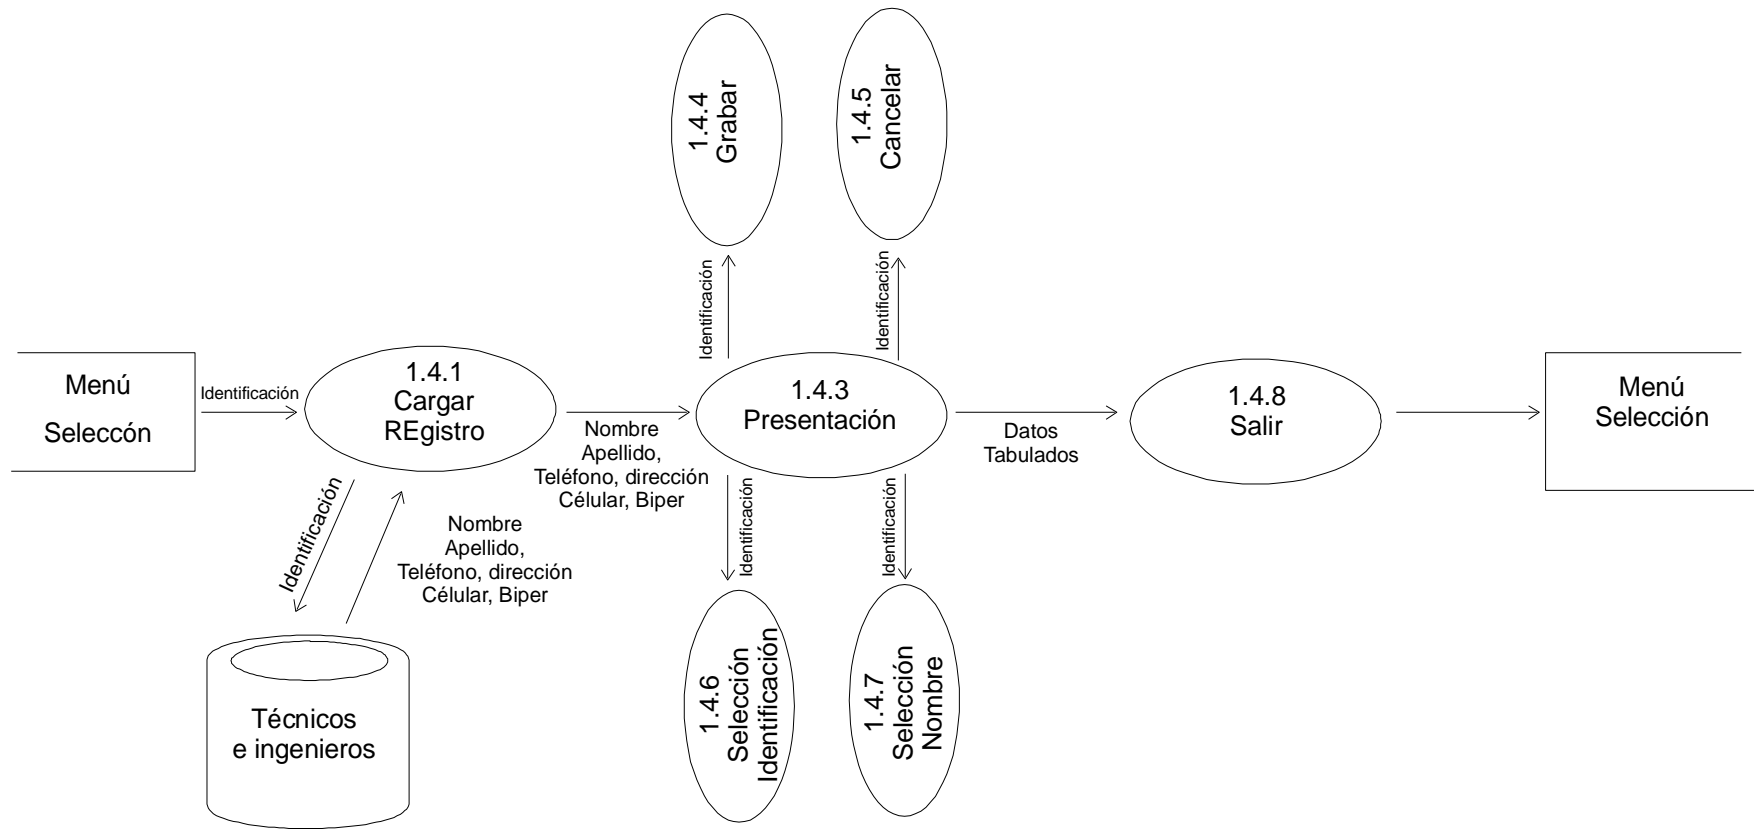 1.4.4
Grabar
1.4.5
Cancelar
Identificación
Identificación
Menú
Seleccón
Identificación
1.4.1
Cargar
REgistro
Nombre
Apellido,
Teléfono, dirección
Célular, Biper
1.4.3
Presentación
Datos
Tabulados
1.4.8
Salir
Menú
Selección
Identificación
Nombre
Apellido,
Teléfono, dirección
Célular, Biper
Identificación
Identificación
Técnicos
e ingenieros
1.4.6
Selección
Identificación
1.4.7
Selección
Nombre